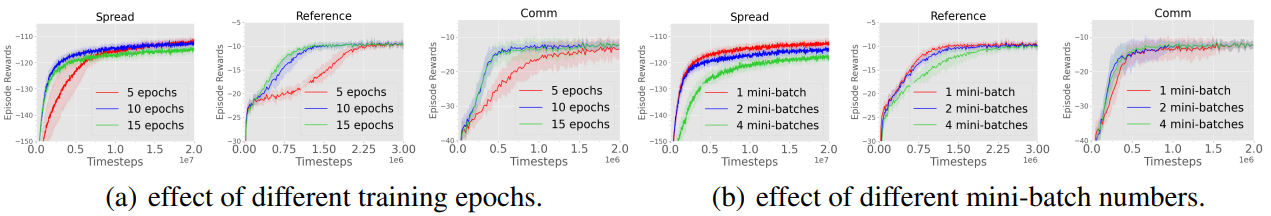 Spread
Episode Rewards
−110
−120
−130
−140
−150
5 epochs
10 epochs
15 epochs
0.0 0.5 1.0 1.5 2.0
Timesteps
1e7
Reference
−5
−10
−15
−20
−25
−30
5 epochs
10 epochs
15 epochs
0.0 0.75 1.50 2.25 3.00
Timesteps
1e6
Comm
Episode Rewards
−10
−20
−30
−40
5 epochs
10 epochs
15 epochs
0.0 0.5 1.0 1.5 2.0
Timesteps
1e6
(a) effect of different training epochs.
Spread
Episode Rewards
−110
−120
−130
−140
−150
1 mini-batch
2 mini-batches
4 mini-batches
0.0 0.5 1.0 1.5 2.0
Timesteps
1e7
Reference
Episode Rewards
−5
−10
−15
−20
−25
−30
1 mini-batch
2 mini-batches
4 mini-batches
0.0 0.75 1.50 2.25 3.00
Timesteps
1e6
Comm
Episode Rewards
−10
−20
−30
−40
1 mini-batch
2 mini-batches
4 mini-batches
0.0 0.5 1.0 1.5 2.0
Timesteps
1e6
(b) effect of different mini-batch numbers.